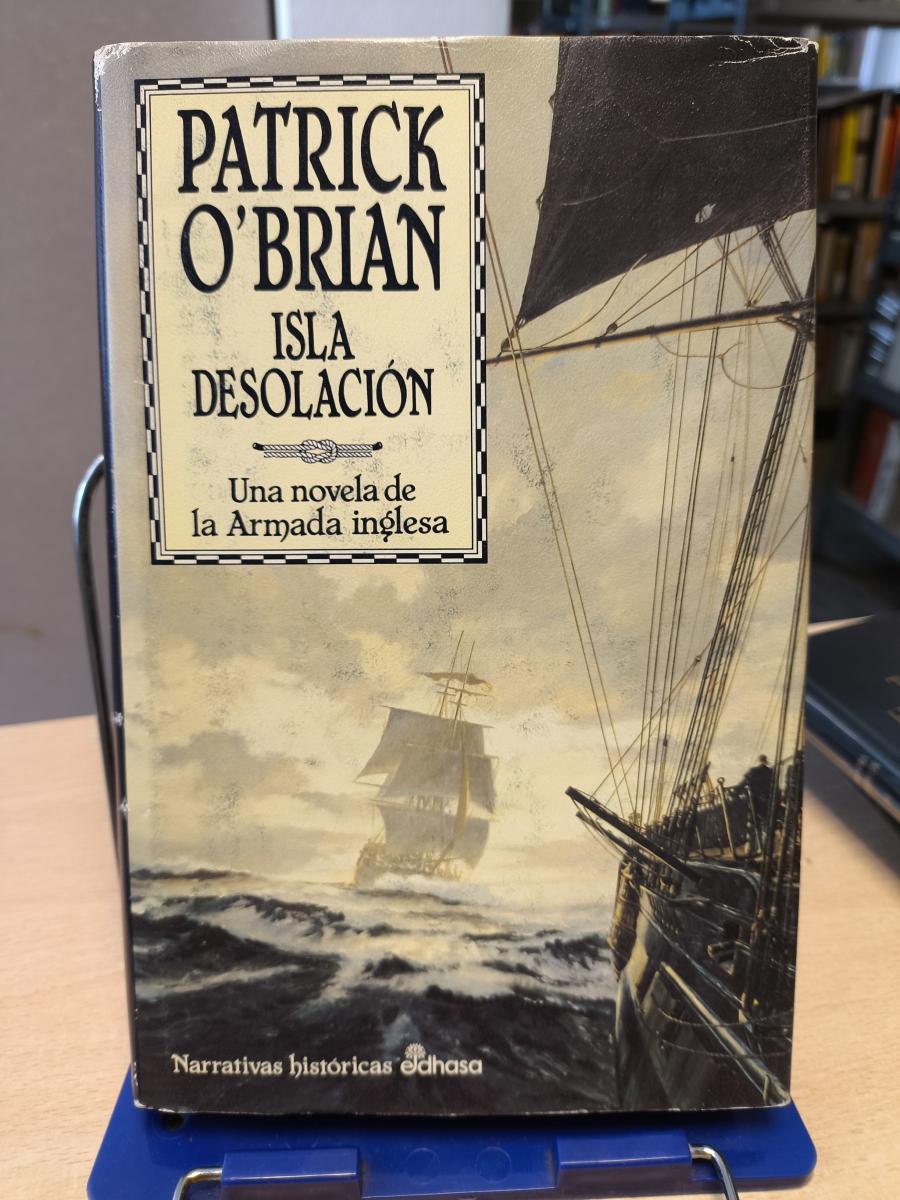 PATRICK
O'BRIAN
ISLA
DESOLACIÓN
Una novela de
la Armada inglesa
Narrativas históricas edhasa